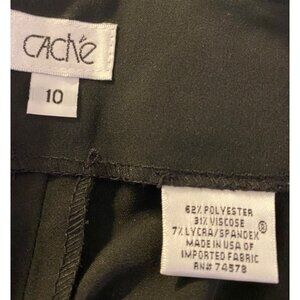 CAChé
10
62% POLYESTER
31% VISCOSE
7% LYCRA/SPANDEX®
MADE IN USA OF
IMPORTED FABRIC
RN# 74578